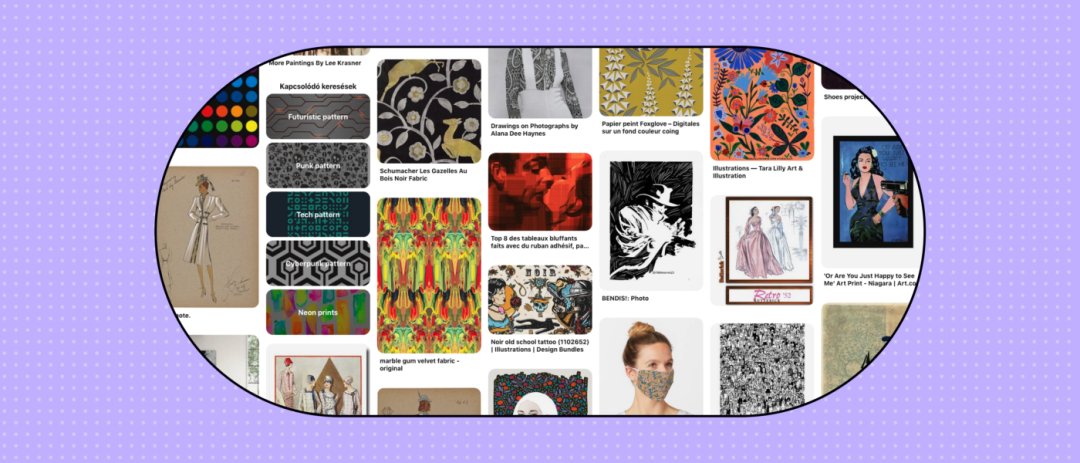 More Paintings By Lee Krasner
Kapcsolódó keresések
Futuristic pattern
Punk pattern
Tech pattern
Cyberpunk pattern
Neon prints
Schumacher Les Gazelles Au
Bois Noir Fabric
marble gum velvet fabric -
original
Drawings on Photographs by
Alana Dee Haynes
Top 8 des tableaux bluffants
faits avec du ruban adhésif, pa...
NOIR
Noir old school tattoo (1102652)
| Illustrations | Design Bundles
Papier peint Foxglove – Digitales
sur un fond couleur coing
BENDIS!: Photo
Illustrations — Tara Lilly Art &
Illustration
Retro '52
Shoes project
'Or Are You Just Happy to See
Me' Art Print - Niagara | Art.co